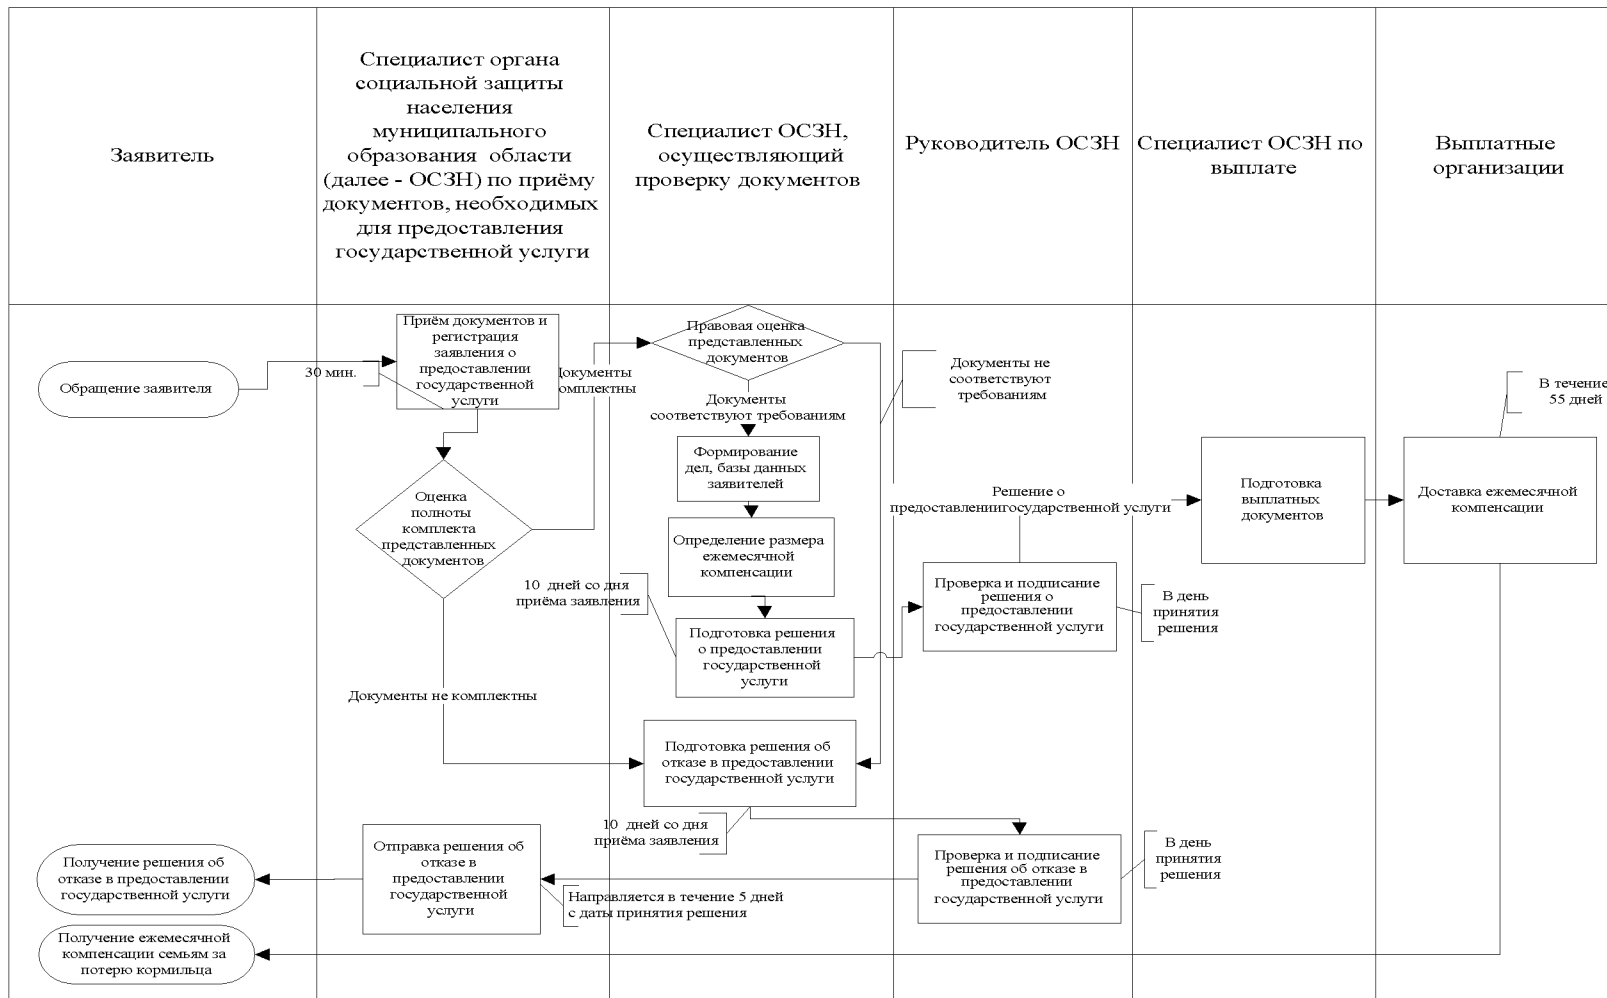 Заявитель
Специалист органа
социальной защиты
населения
муниципального
образования области
(далее - ОСЗН) по приёму
документов, необходимых
для предоставления
государственной услуги
Специалист ОСЗН,
осуществляющий
проверку документов
Руководитель ОСЗН
Специалист ОСЗН по
выплате
Выплатные
организации
Обращение заявителя
30 мин.
Приём документов и
регистрация
заявления о
предоставлении
государственной
услуги
Документы
комплектны
Правовая оценка
представленных
документов
Документы не
соответствуют
требованиям
В течение
55 дней
Документы
соответствуют требованиям
Оценка
полноты
комплекта
представленных
документов
Формирование
дел, базы данных
заявителей
Решение о
предоставлениигосударственной услуги
Подготовка
выплатных
документов
Доставка ежемесячной
компенсации
Определение размера
ежемесячной
компенсации
10 дней со дня
приёма заявления
Проверка и подписание
решения о
предоставлении
государственной услуги
В день
принятия
решения
Подготовка решения
о предоставлении
государственной
услуги
Документы не комплектны
Подготовка решения об
отказе в предоставлении
государственной услуги
10 дней со дня
приёма заявления
Получение решения об
отказе в предоставлении
государственной услуги
Отправка решения об
отказе в
предоставлении
государственной
услуги
Направляется в течение 5 дней
с даты принятия решения
Проверка и подписание
решения об отказе в
предоставлении
государственной услуги
В день
принятия
решения
Получение ежемесячной
компенсации семьям за
потерю кормильца